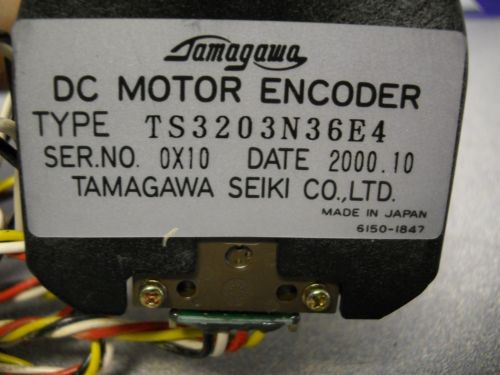 Tamagawa
DC MOTOR ENCODER
TYPE TS3203N36E4
SER.NO. 0X10 DATE 2000.10
TAMAGAWA SEIKI CO.,LTD.
MADE IN JAPAN
6150-1847